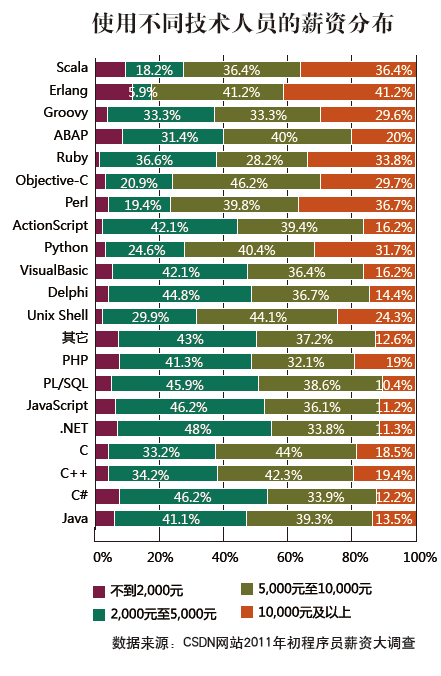 使用不同技术人员的薪资分布
Scala 18.2% 36.4% 36.4%
Erlang 5.9% 41.2% 41.2%
Groovy 33.3% 33.3% 29.6%
ABAP 31.4% 40% 20%
Ruby 36.6% 28.2% 33.8%
Objective-C 20.9% 46.2% 29.7%
Perl 19.4% 39.8% 36.7%
ActionScript 42.1% 39.4% 16.2%
Python 24.6% 40.4% 31.7%
VisualBasic 42.1% 36.4% 16.2%
Delphi 44.8% 36.7% 14.4%
Unix Shell 29.9% 44.1% 24.3%
其它 43% 37.2% 12.6%
PHP 41.3% 32.1% 19%
PL/SQL 45.9% 38.6% 10.4%
JavaScript 46.2% 36.1% 11.2%
.NET 48% 33.8% 11.3%
C 33.2% 44% 18.5%
C++ 34.2% 42.3% 19.4%
C# 46.2% 33.9% 12.2%
Java 41.1% 39.3% 13.5%
0% 20% 40% 60% 80% 100%
不到2,000元 5,000元至10,000元
2,000元至5,000元 10,000元及以上
数据来源：CSDN网站2011年初程序员薪资大调查